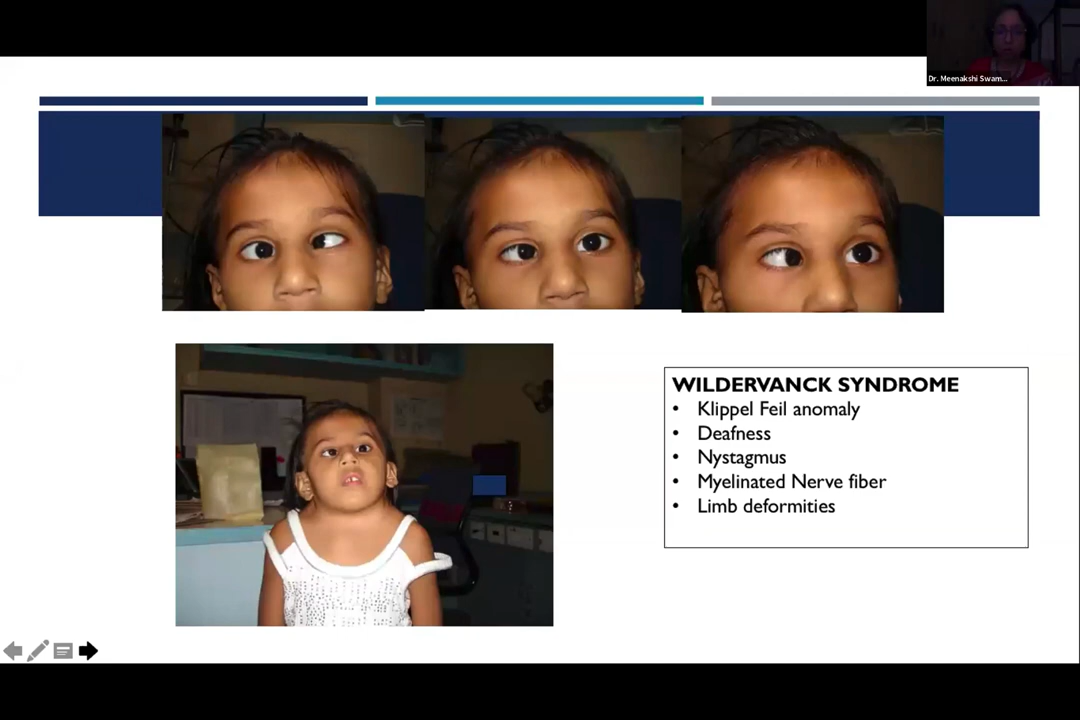 Dr. Meenakshi Swam...
WILDERVANCK SYNDROME
• Klippel Feil anomaly
• Deafness
• Nystagmus
• Myelinated Nerve fiber
• Limb deformities